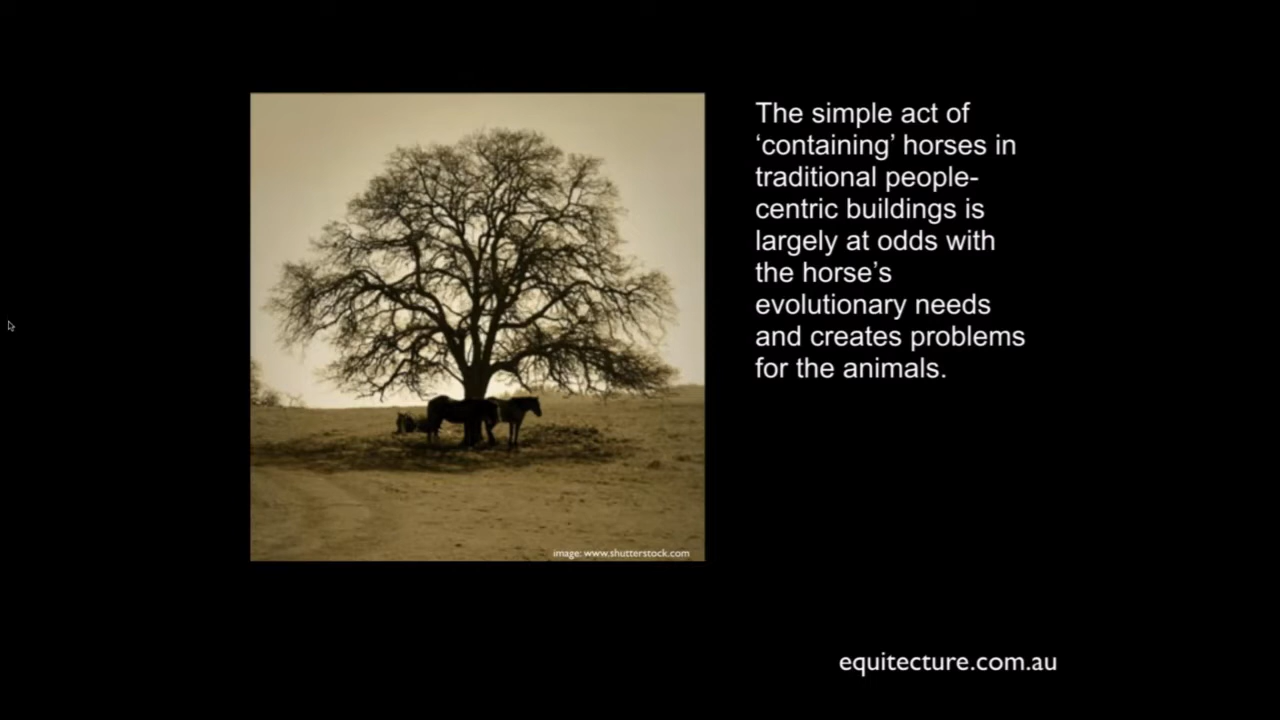 The simple act of
‘containing’ horses in
traditional people-
centric buildings is
largely at odds with
the horse’s
evolutionary needs
and creates problems
for the animals.
image: www.shutterstock.com
equitecture.com.au